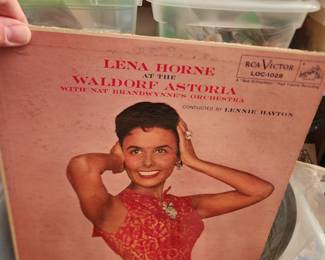 LENA HORNE
AT THE
WALDORF ASTORIA
WITH NAT BRANDWYNNE'S ORCHESTRA
CONDUCTED BY LENNIE HAYTON
RCA VICTOR
LOC-1028